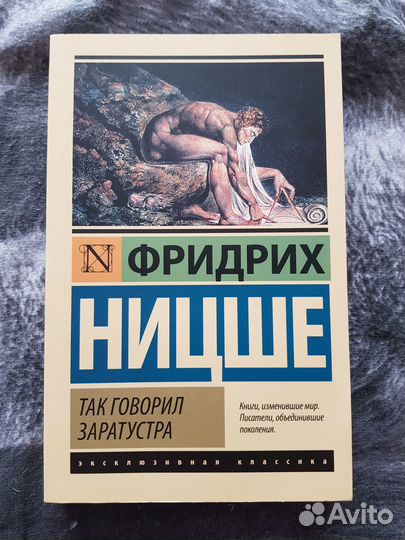 N ФРИДРИХ
НИЦШЕ
ТАК ГОВОРИЛ
ЗАРАТУСТРА
Книги, изменившие мир.
Писатели, объединившие
поколения.
эксклюзивная классика
Avito